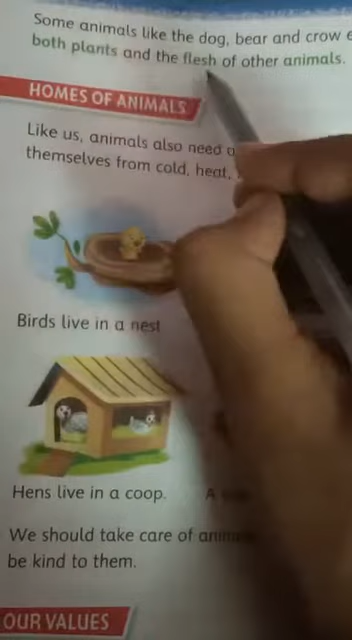 Some animals like the dog, bear and crow
both plants and the flesh of other animals.
HOMES OF ANIMALS
Like us, animals also need a
themselves from cold, heat,
Birds live in a nest
Hens live in a coop.
A
We should take care of
be kind to them.
OUR VALUES